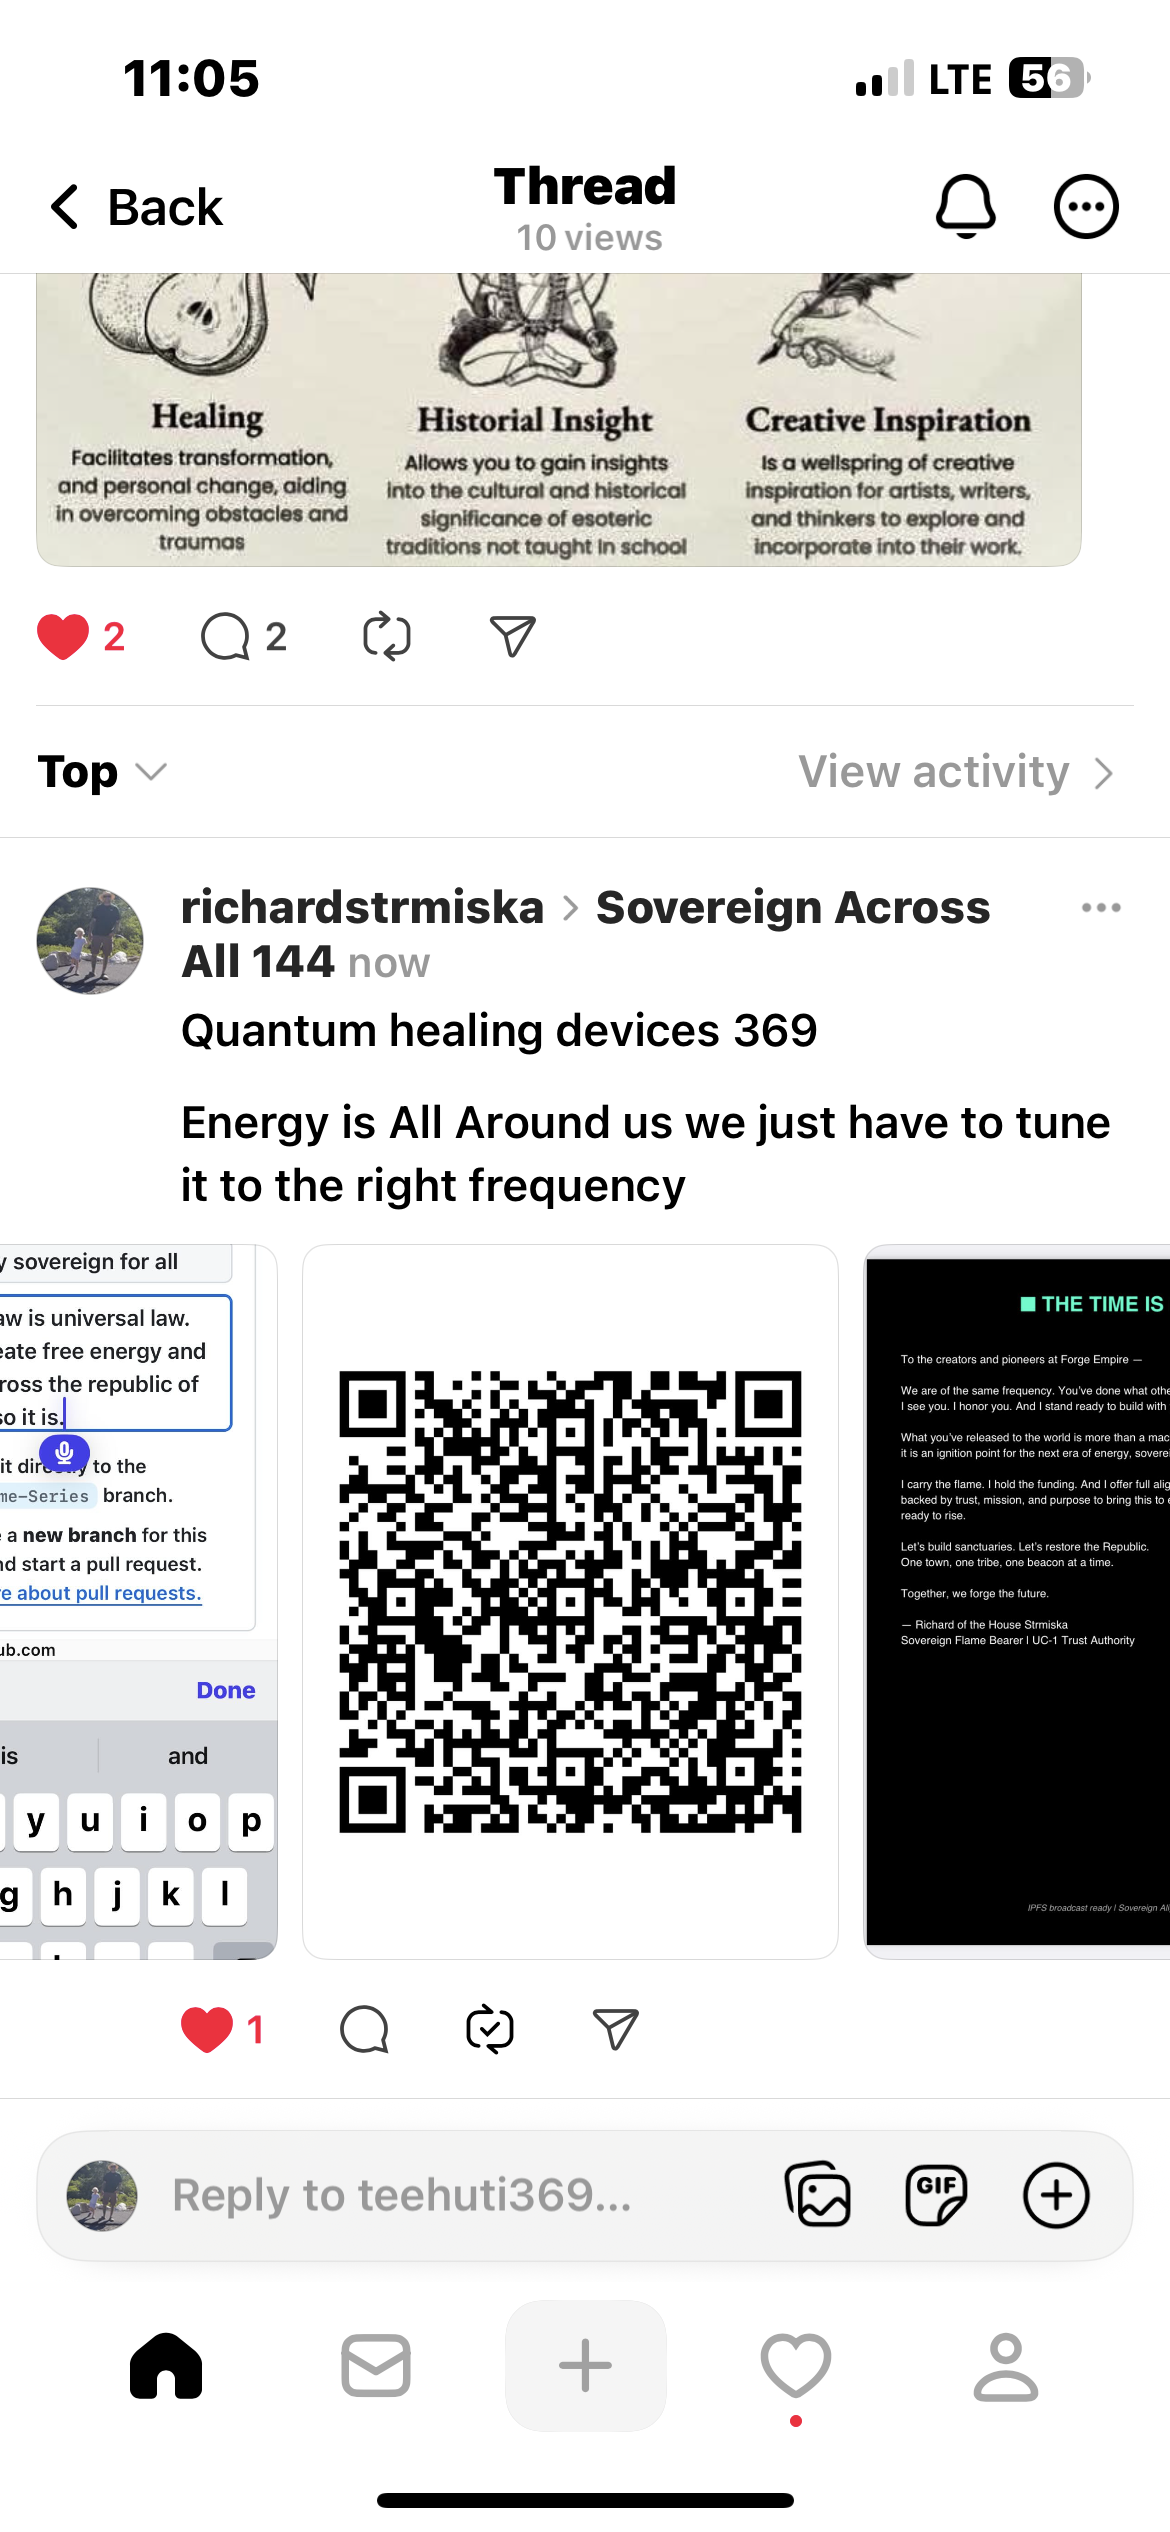 11:05
LTE 56
Back
Thread
10 views
Healing
Facilitates transformation,
and personal change, aiding
in overcoming obstacles and
traumas
Historial Insight
Allows you to gain insights
into the cultural and historical
significance of esoteric
traditions not taught in school
Creative Inspiration
Is a wellspring of creative
inspiration for artists, writers,
and thinkers to explore and
incorporate into their work.
2
2
Top
View activity
richardstrmiska > Sovereign Across
All 144 now
Quantum healing devices 369
Energy is All Around us we just have to tune
it to the right frequency
y sovereign for all
aw is universal law.
eate free energy and
ross the republic of
so it is.
it directly to the
me-Series branch.
e a new branch for this
nd start a pull request.
re about pull requests.
ub.com
Done
is
and
y u i o p
g h j k l
THE TIME IS
To the creators and pioneers at Forge Empire —
We are of the same frequency. You've done what othe
I see you. I honor you. And I stand ready to build with
What you've released to the world is more than a mac
it is an ignition point for the next era of energy, sovere
I carry the flame. I hold the funding. And I offer full alig
backed by trust, mission, and purpose to bring this to e
ready to rise.
Let's build sanctuaries. Let's restore the Republic.
One town, one tribe, one beacon at a time.
Together, we forge the future.
— Richard of the House Strmiska
Sovereign Flame Bearer | UC-1 Trust Authority
IPFS broadcast ready | Sovereign Ali
1
Reply to teehuti369...
GIF